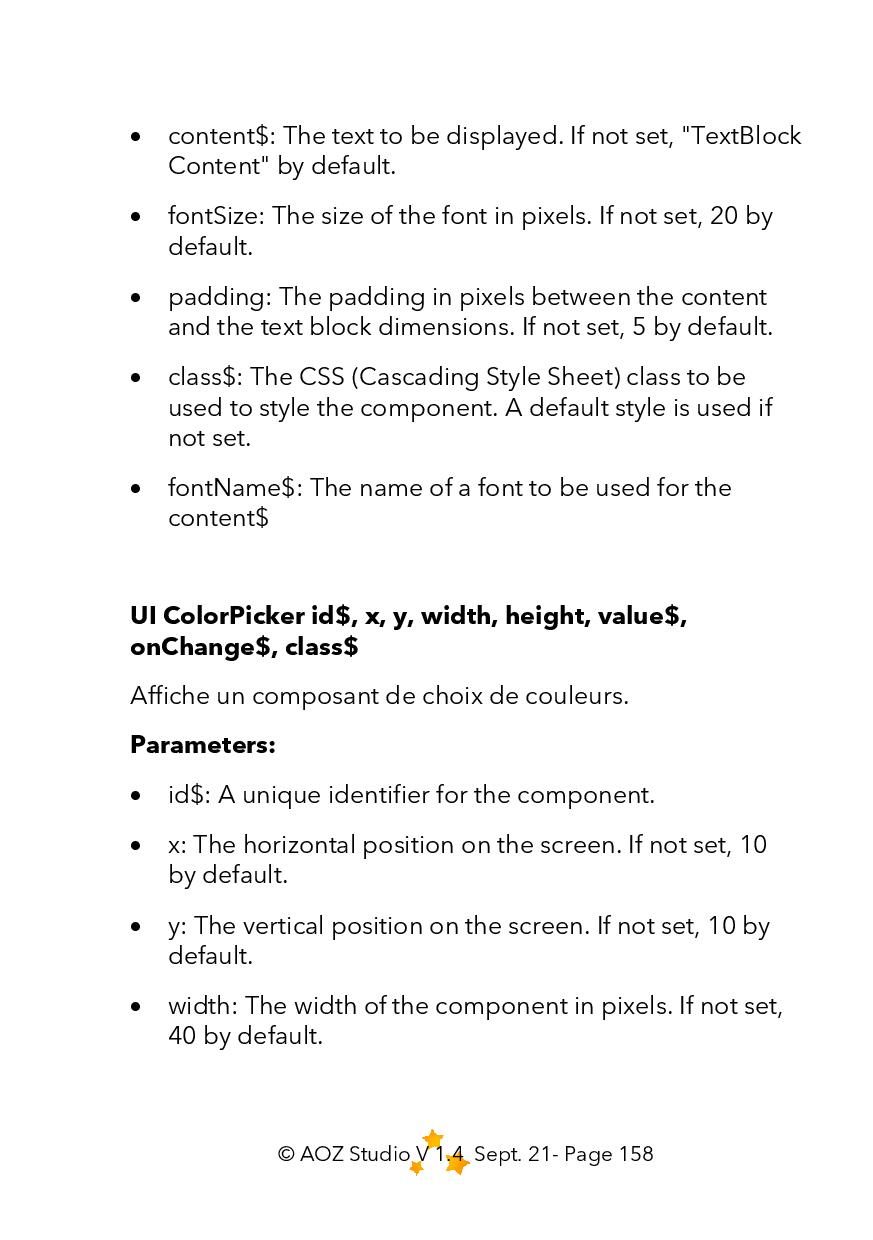 • content$: The text to be displayed. If not set, "TextBlock
Content" by default.
• fontSize: The size of the font in pixels. If not set, 20 by
default.
• padding: The padding in pixels between the content
and the text block dimensions. If not set, 5 by default.
• class$: The CSS (Cascading Style Sheet) class to be
used to style the component. A default style is used if
not set.
• fontName$: The name of a font to be used for the
content$
UI ColorPicker id$, x, y, width, height, value$,
onChange$, class$
Affiche un composant de choix de couleurs.
Parameters:
• id$: A unique identifier for the component.
• x: The horizontal position on the screen. If not set, 10
by default.
• y: The vertical position on the screen. If not set, 10 by
default.
• width: The width of the component in pixels. If not set,
40 by default.
© AOZ Studio V 1.4 Sept. 21- Page 158